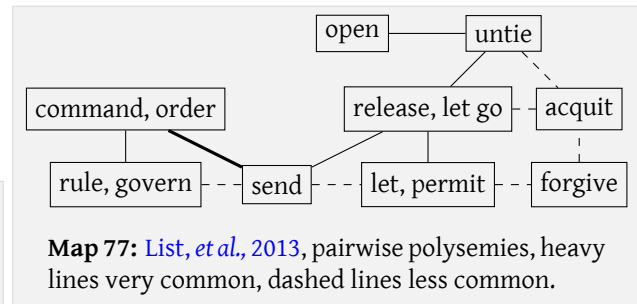 open untie
command, order release, let go acquit
rule, govern send let, permit forgive
Map 77: List, et al., 2013, pairwise polysemies, heavy
lines very common, dashed lines less common.